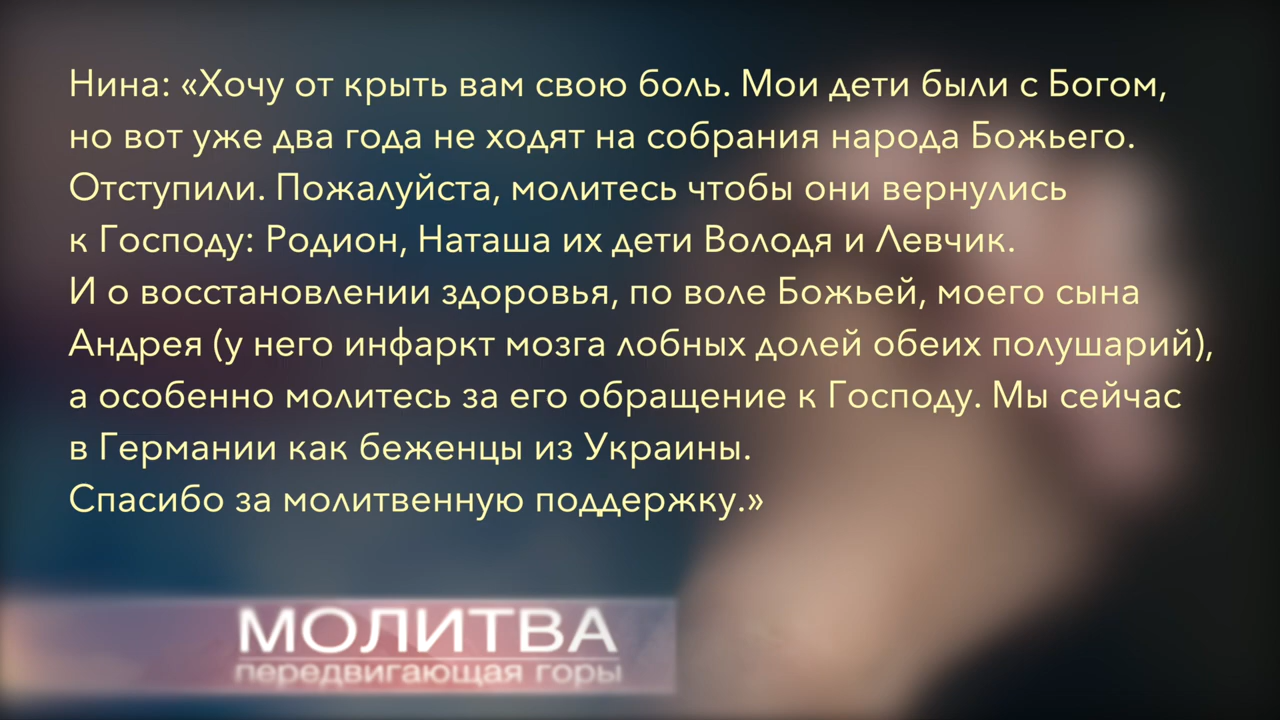 Нина: «Хочу от крыть вам свою боль. Мои дети были с Богом,
но вот уже два года не ходят на собрания народа Божьего.
Отступили. Пожалуйста, молитесь чтобы они вернулись
к Господу: Родион, Наташа их дети Володя и Левчик.
И о восстановлении здоровья, по воле Божьей, моего сына
Андрея (у него инфаркт мозга лобных долей обеих полушарий),
а особенно молитесь за его обращение к Господу. Мы сейчас
в Германии как беженцы из Украины.
Спасибо за молитвенную поддержку.»
МОЛИТВА
передвигающая горы